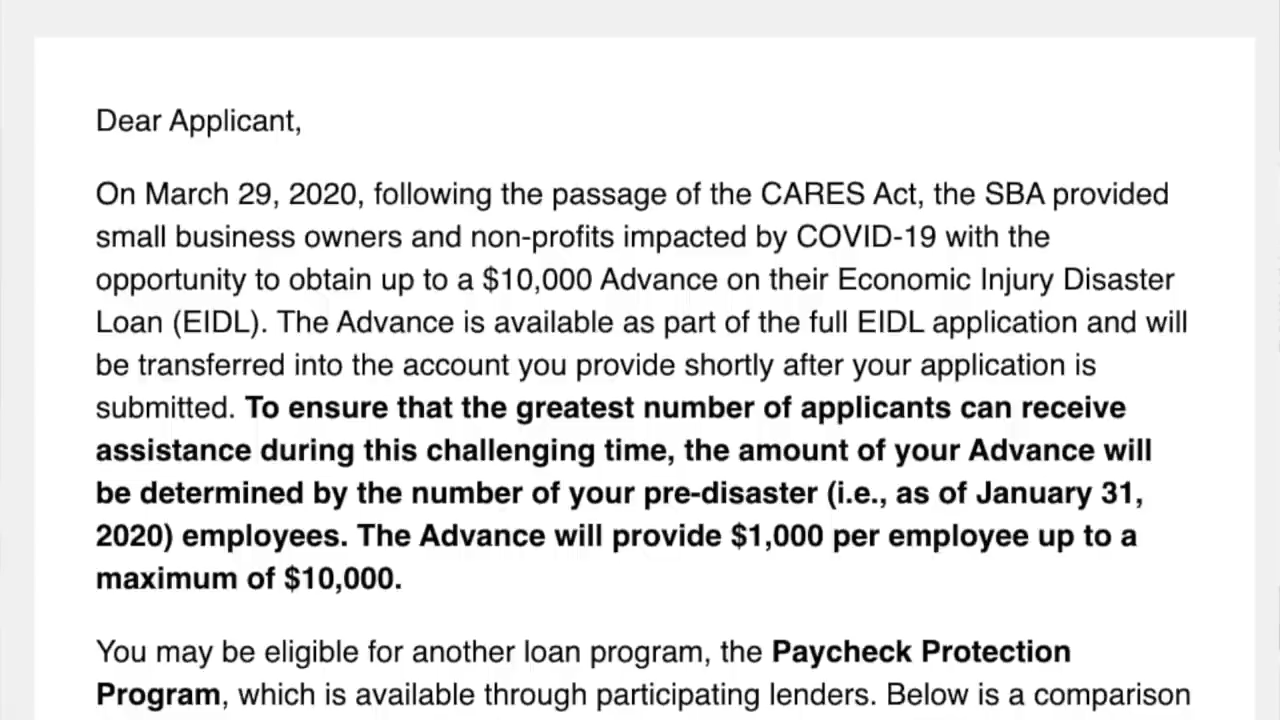 Dear Applicant,
On March 29, 2020, following the passage of the CARES Act, the SBA provided
small business owners and non-profits impacted by COVID-19 with the
opportunity to obtain up to a $10,000 Advance on their Economic Injury Disaster
Loan (EIDL). The Advance is available as part of the full EIDL application and will
be transferred into the account you provide shortly after your application is
submitted. To ensure that the greatest number of applicants can receive
assistance during this challenging time, the amount of your Advance will
be determined by the number of your pre-disaster (i.e., as of January 31,
2020) employees. The Advance will provide $1,000 per employee up to a
maximum of $10,000.
You may be eligible for another loan program, the Paycheck Protection
Program, which is available through participating lenders. Below is a comparison